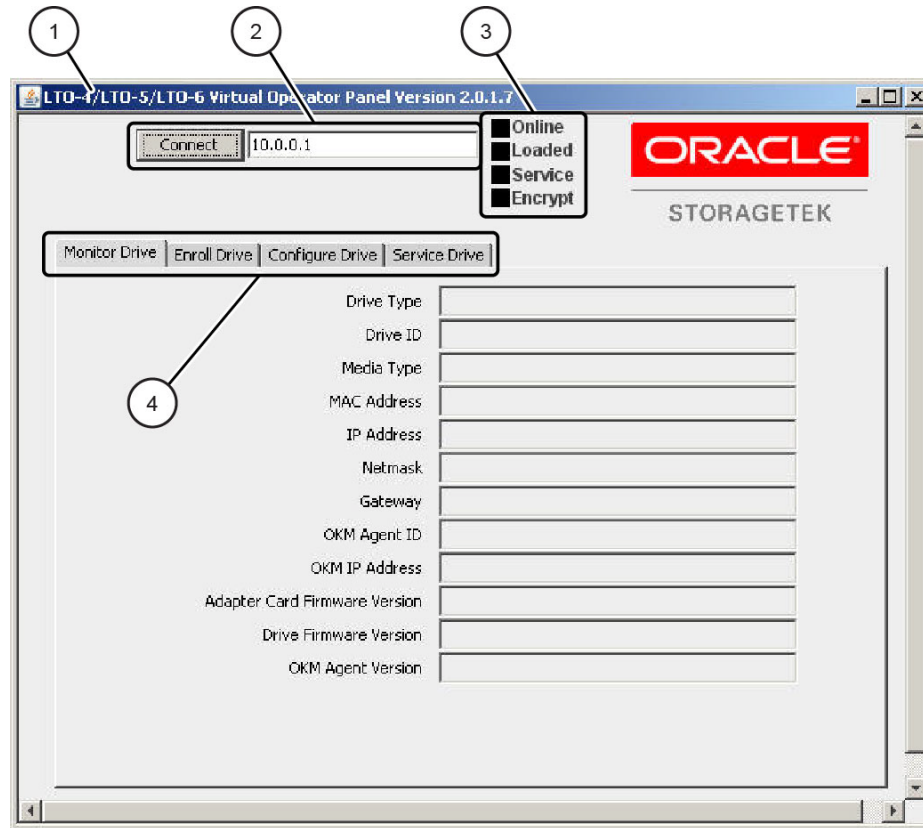 1
2
3
LTO-4/LTO-5/LTO-6 Virtual Operator Panel Version 2.0.1.7
Connect 10.0.0.1
Online
Loaded
Service
Encrypt
ORACLE®
STORAGETEK
Monitor Drive Enroll Drive Configure Drive Service Drive
Drive Type
Drive ID
Media Type
MAC Address
4
IP Address
Netmask
Gateway
OKM Agent ID
OKM IP Address
Adapter Card Firmware Version
Drive Firmware Version
OKM Agent Version